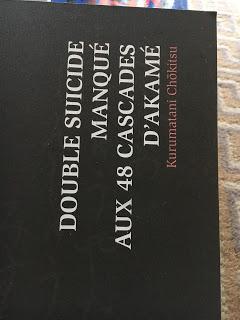 DOUBLE SUICIDE
MANQUÉ
AUX 48 CASCADES
D'AKAMÉ
Kurumatani Chōkitsu